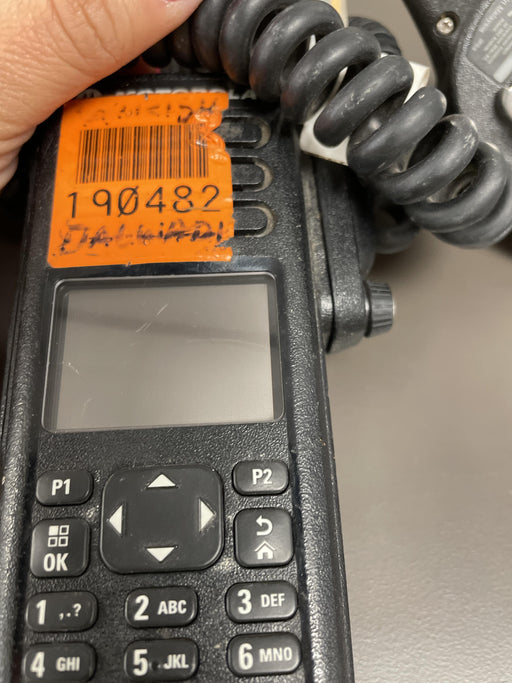 190482
P1
P2
OK
1 ,.?
2 ABC
3 DEF
4 GHI
5 JKL
6 MNO